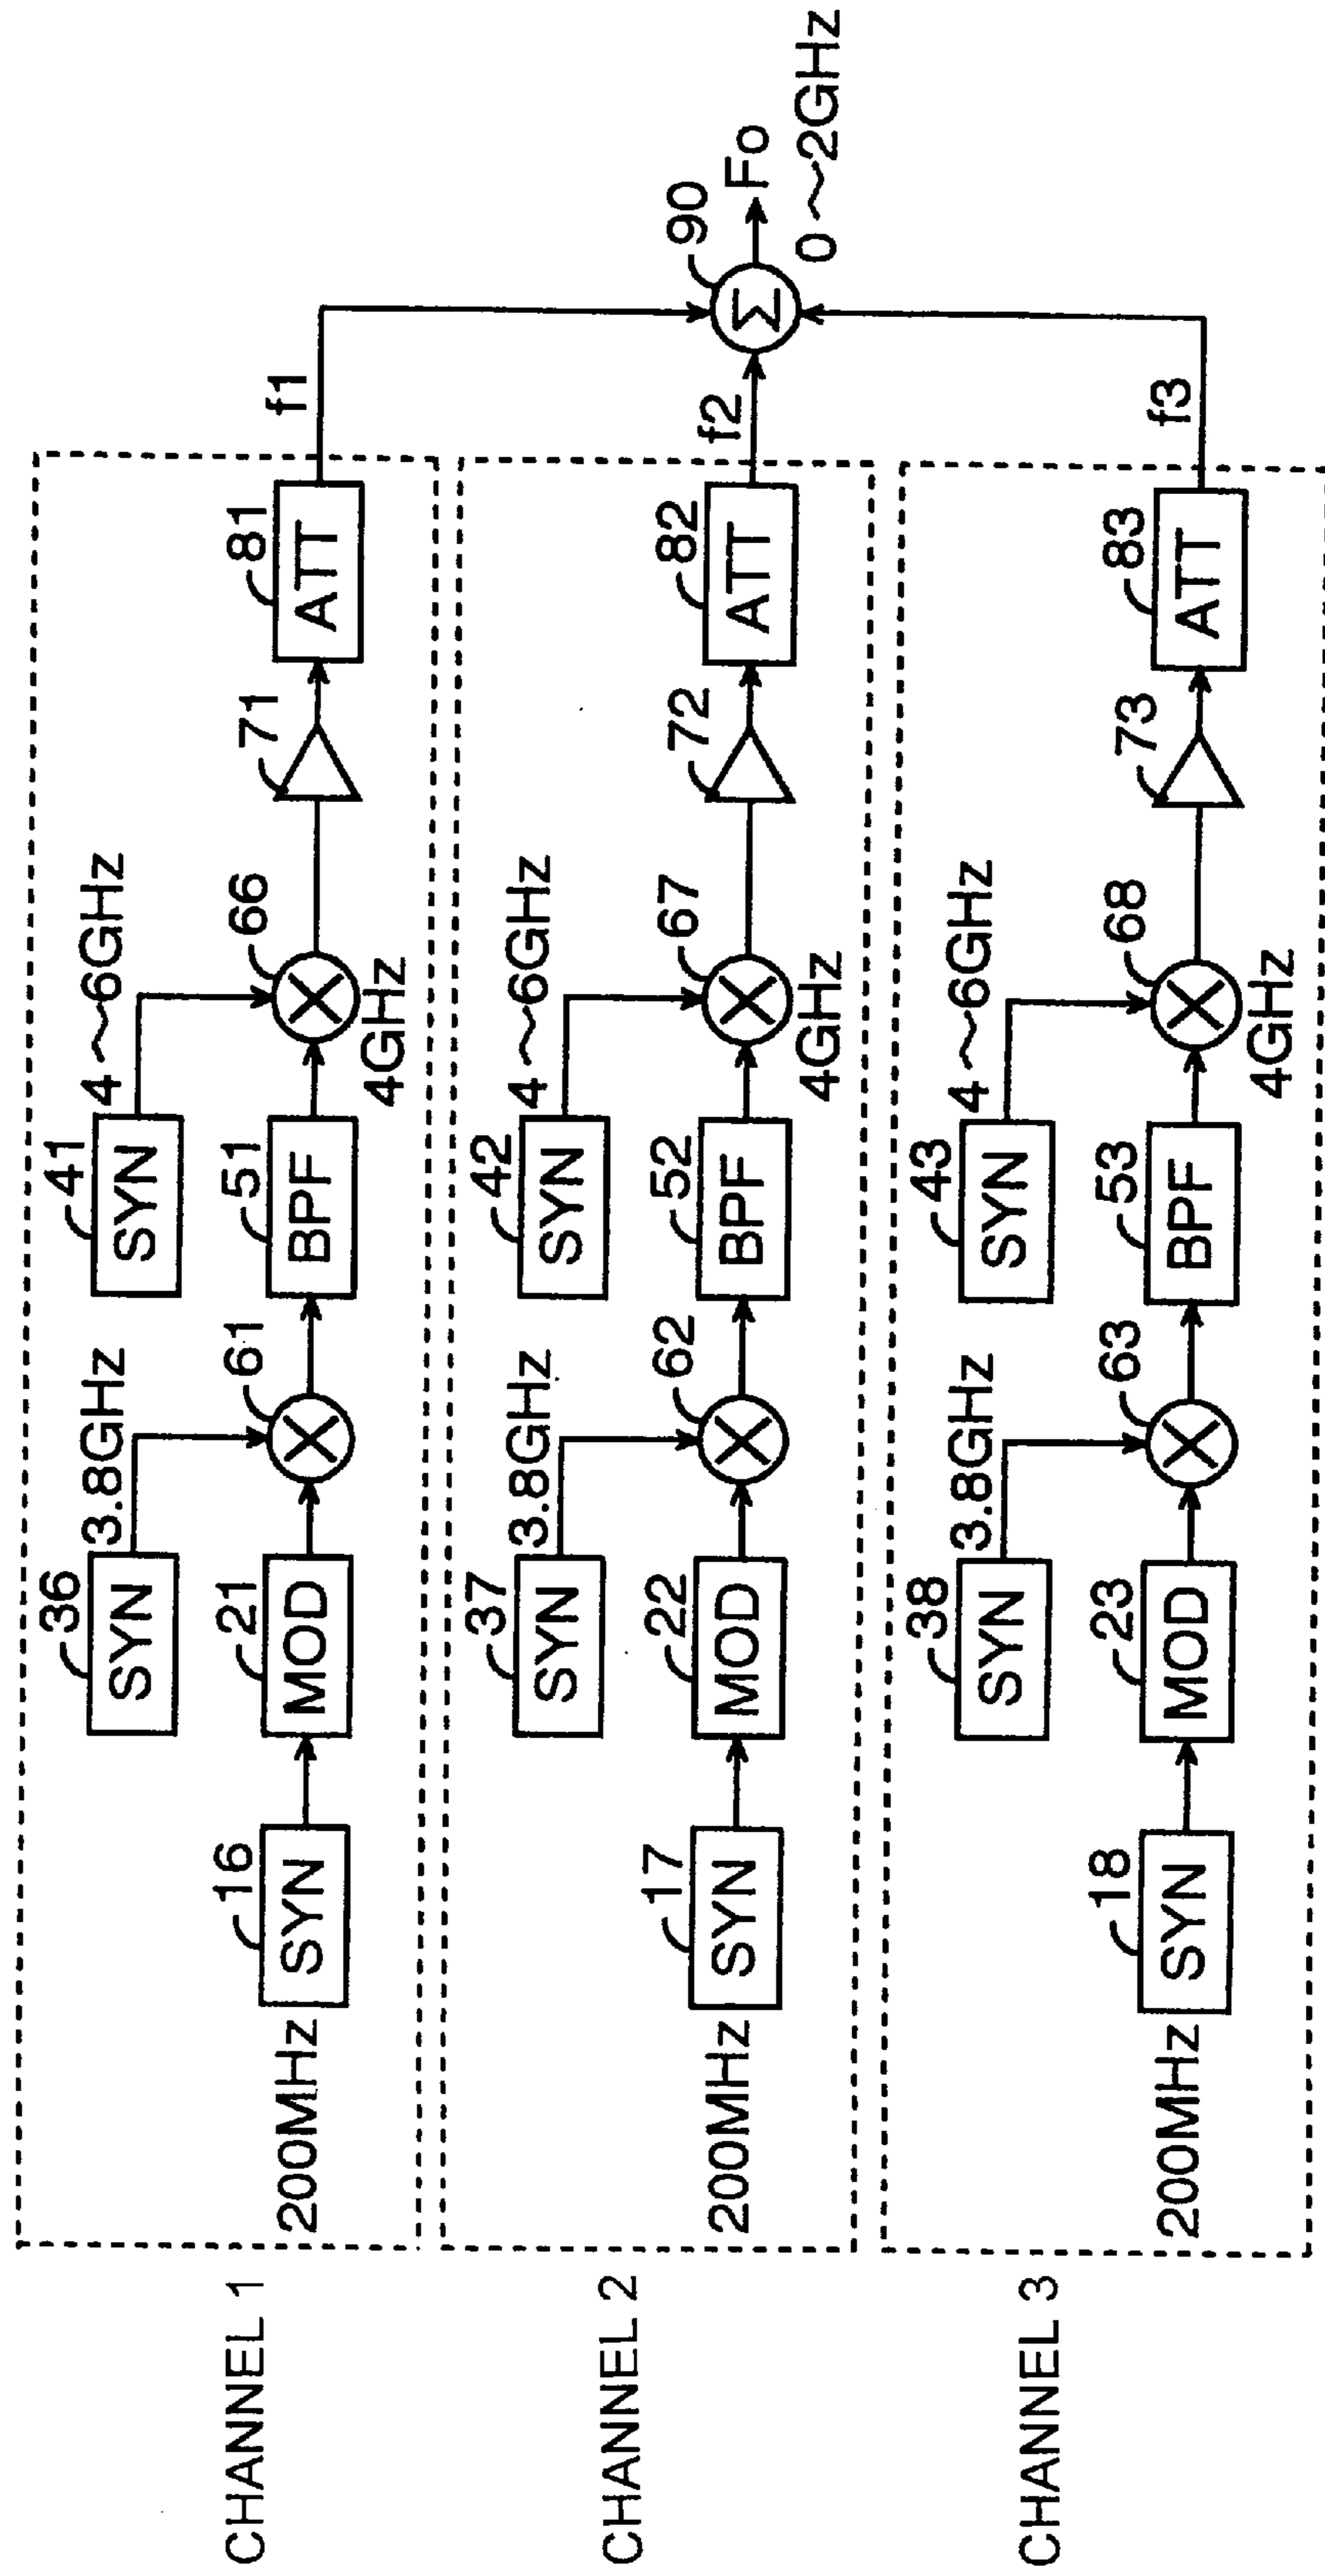 CHANNEL 1
36
SYN
3.8GHz
41
SYN
4~6GHz
200MHz
16
SYN
21
MOD
61
51
BPF
4GHz
66
71
81
ATT
f1
CHANNEL 2
37
SYN
3.8GHz
42
SYN
4~6GHz
200MHz
17
SYN
22
MOD
62
52
BPF
4GHz
67
72
82
ATT
f2
90
Σ
Fo
0~2GHz
CHANNEL 3
38
SYN
3.8GHz
43
SYN
4~6GHz
200MHz
18
SYN
23
MOD
63
53
BPF
4GHz
68
73
83
ATT
f3